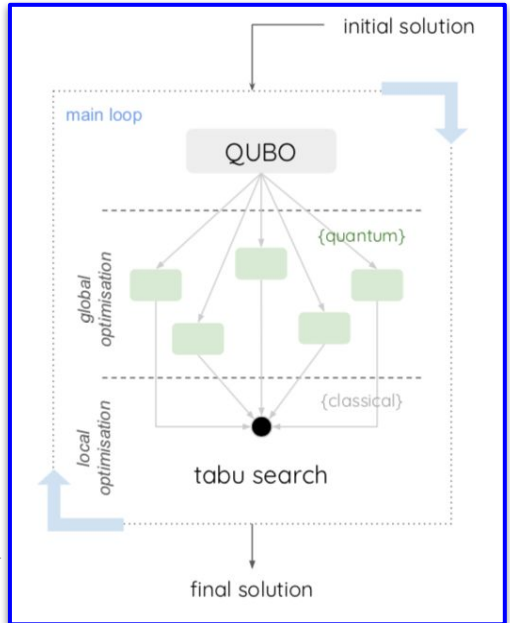 initial solution
main loop
QUBO
{quantum}
global
optimisation
{classical}
local
optimisation
tabu search
final solution